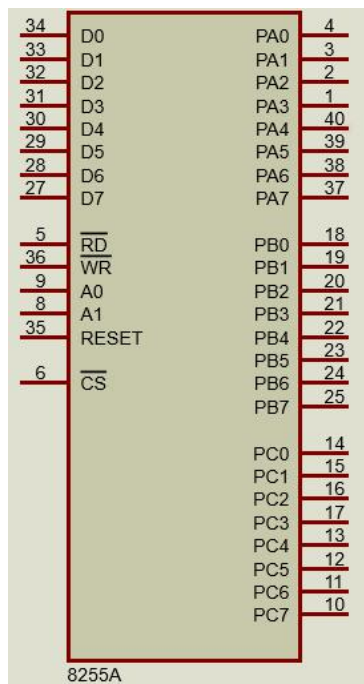 34 D0 PA0 4
33 D1 PA1 3
32 D2 PA2 2
31 D3 PA3 1
30 D4 PA4 40
29 D5 PA5 39
28 D6 PA6 38
27 D7 PA7 37
5 RD PB0 18
36 WR PB1 19
9 A0 PB2 20
8 A1 PB3 21
35 RESET PB4 22
PB5 23
6 CS PB6 24
PB7 25
PC0 14
PC1 15
PC2 16
PC3 17
PC4 13
PC5 12
PC6 11
PC7 10
8255A